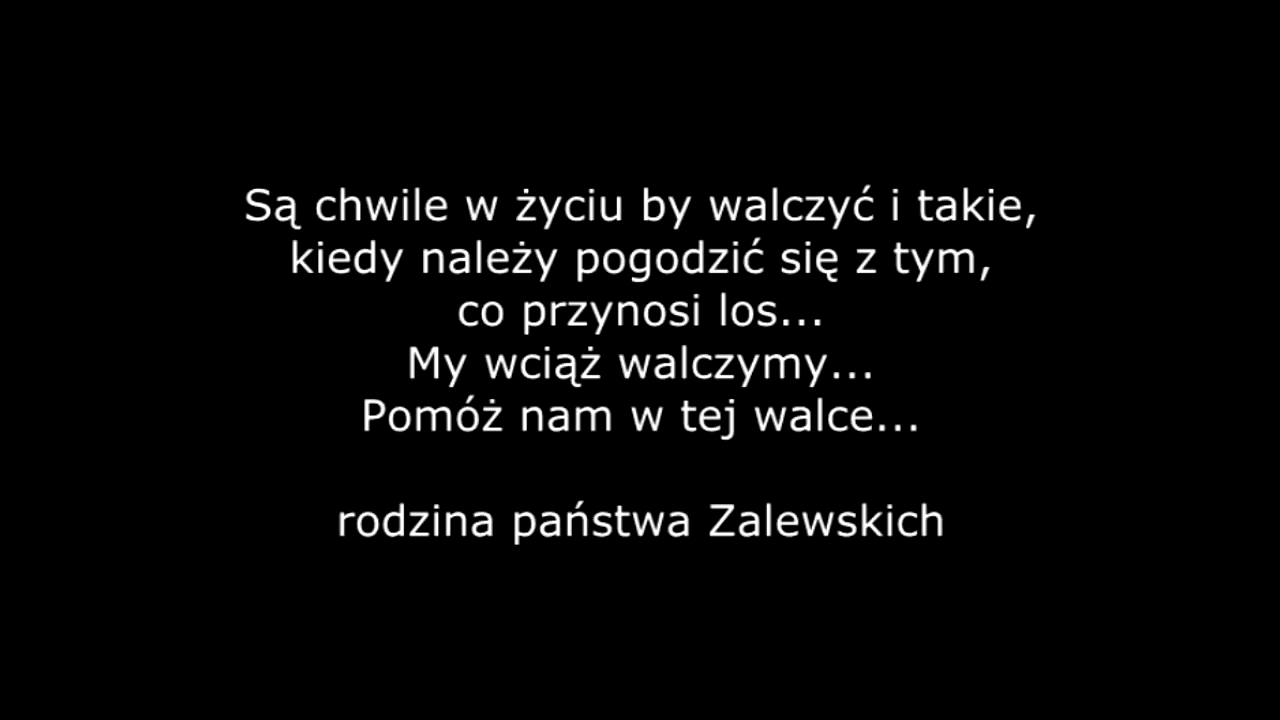 Są chwile w życiu by walczyć i takie,
kiedy należy pogodzić się z tym,
co przynosi los...
My wciąż walczymy...
Pomóż nam w tej walce...
rodzina państwa Zalewskich